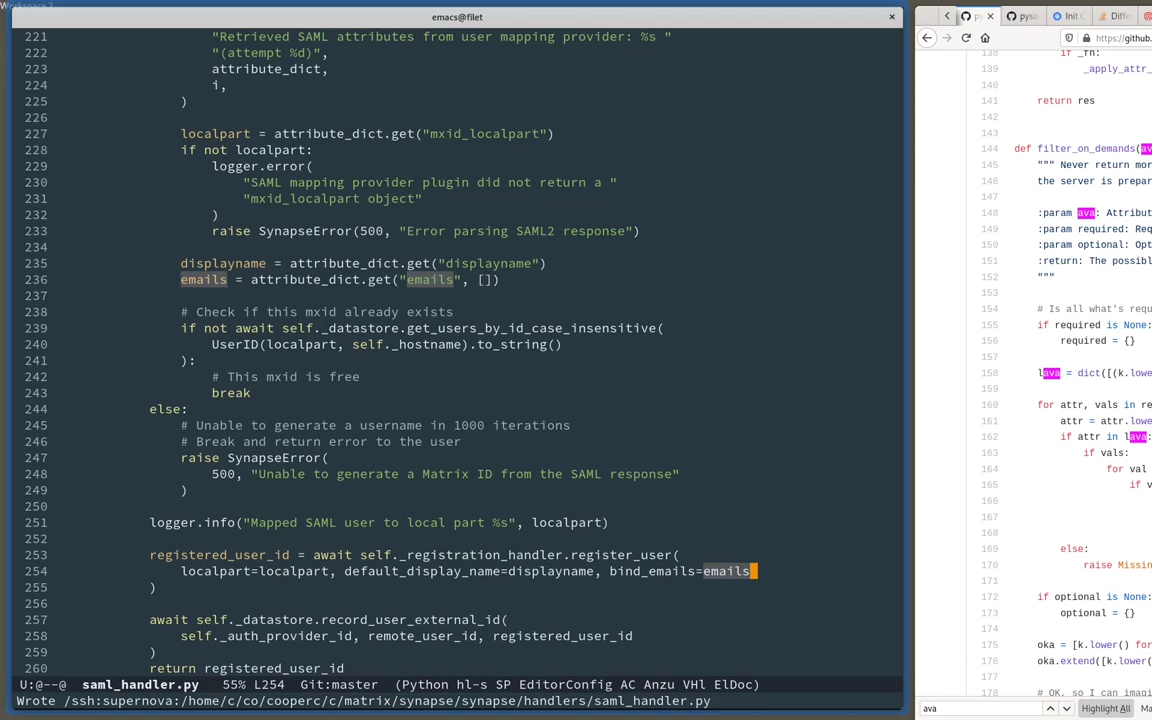 Workspace 2
emacs@filet
×
221 "Retrieved SAML attributes from user mapping provider: %s "
222 "(attempt %d)",
223 attribute_dict,
224 i,
225 )
226
227 localpart = attribute_dict.get("mxid_localpart")
228 if not localpart:
229 logger.error(
230 "SAML mapping provider plugin did not return a "
231 "mxid_localpart object"
232 )
233 raise SynapseError(500, "Error parsing SAML2 response")
234
235 displayname = attribute_dict.get("displayname")
236 emails = attribute_dict.get("emails", [])
237
238 # Check if this mxid already exists
239 if not await self._datastore.get_users_by_id_case_insensitive(
240 UserID(localpart, self._hostname).to_string()
241 ):
242 # This mxid is free
243 break
244 else:
245 # Unable to generate a username in 1000 iterations
246 # Break and return error to the user
247 raise SynapseError(
248 500, "Unable to generate a Matrix ID from the SAML response"
249 )
250
251 logger.info("Mapped SAML user to local part %s", localpart)
252
253 registered_user_id = await self._registration_handler.register_user(
254 localpart=localpart, default_display_name=displayname, bind_emails=emails
255 )
256
257 await self._datastore.record_user_external_id(
258 self._auth_provider_id, remote_user_id, registered_user_id
259 )
260 return registered_user_id
U:@--@ saml_handler.py 55% L254 Git:master (Python hl-s SP EditorConfig AC Anzu VHl ElDoc)
Wrote /ssh:supernova:/home/c/co/cooperc/c/matrix/synapse/synapse/handlers/saml_handler.py
py × pysa Init Diffe
https://github.
138 if _fn:
139 _apply_attr_
140
141 return res
142
143
144 def filter_on_demands(av
145 """ Never return mor
146 the server is prepar
147
148 :param ava: Attribut
149 :param required: Req
150 :param optional: Opt
151 :return: The possibl
152 """
153
154 # Is all what's requ
155 if required is None:
156 required = {}
157
158 lava = dict([(k.lowe
159
160 for attr, vals in re
161 attr = attr.lowe
162 if attr in lava:
163 if vals:
164 for val
165 if v
166
167
168
169 else:
170 raise Missin
171
172 if optional is None:
173 optional = {}
174
175 oka = [k.lower() for
176 oka.extend([k.lower(
177
178 # OK, so I can imagi
ava Highlight All Ma